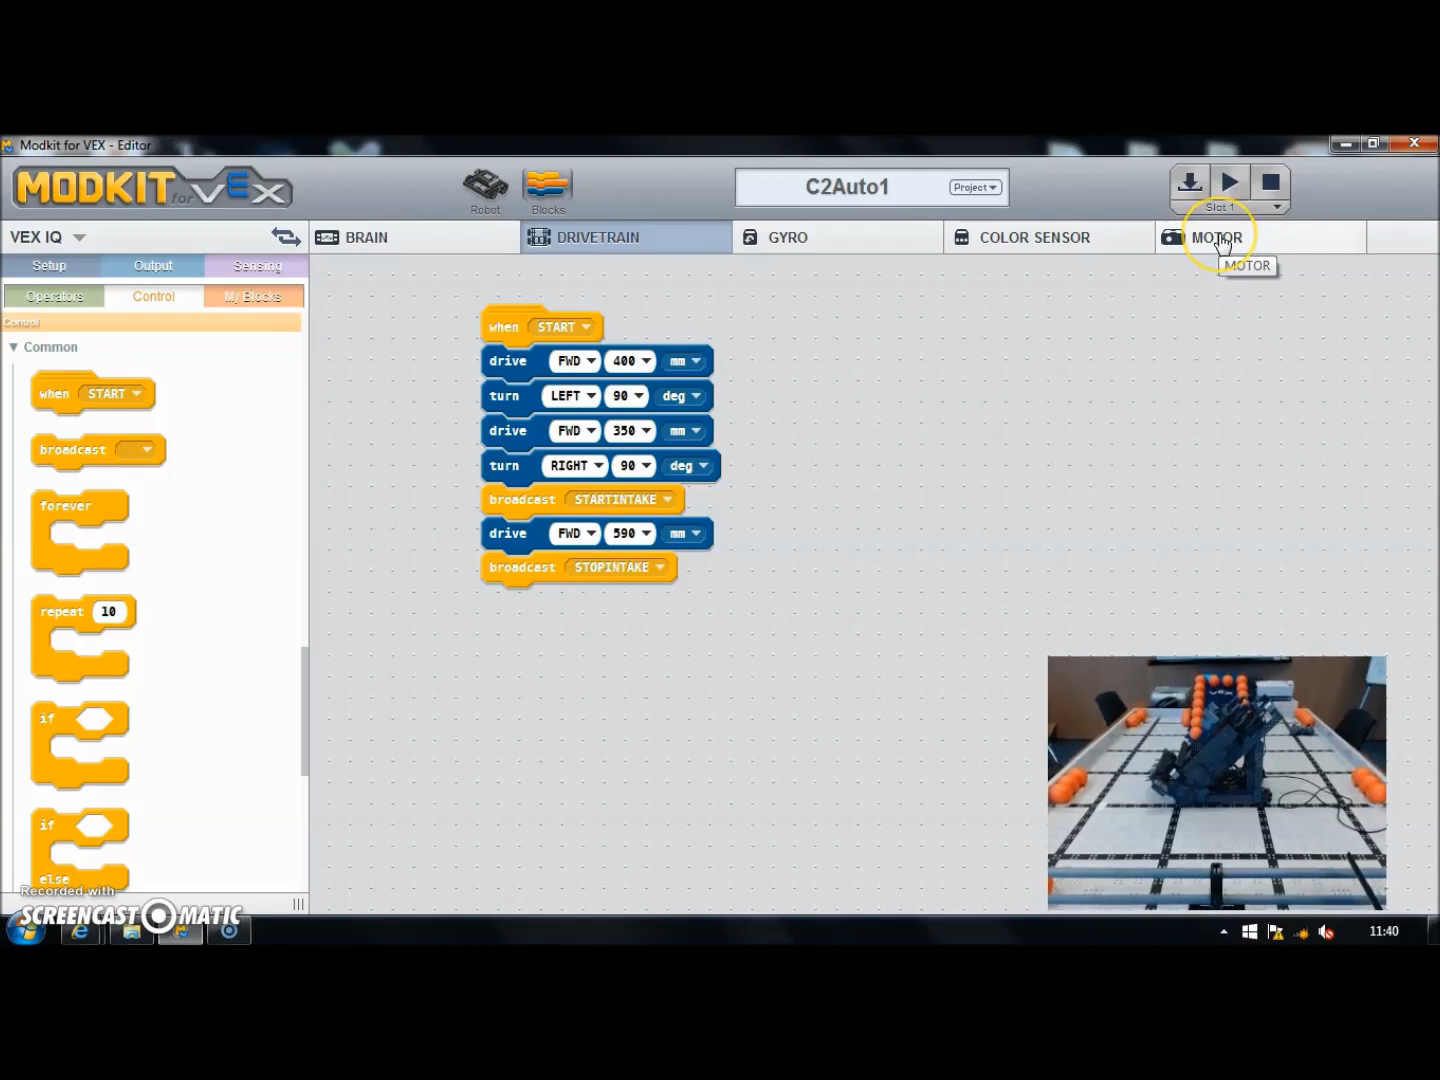 Modkit for VEX - Editor
MODKIT for VEX
Robot
Blocks
C2Auto1
Project
Slot 1
VEX IQ
BRAIN
DRIVETRAIN
GYRO
COLOR SENSOR
MOTOR
MOTOR
Setup
Output
Sensing
Operators
Control
My Blocks
Control
Common
when START
broadcast
forever
repeat 10
if
if
else
when START
drive FWD 400 mm
turn LEFT 90 deg
drive FWD 350 mm
turn RIGHT 90 deg
broadcast STARTINTAKE
drive FWD 590 mm
broadcast STOPINTAKE
VEX
Recorded with
SCREENCAST-O-MATIC
11:40